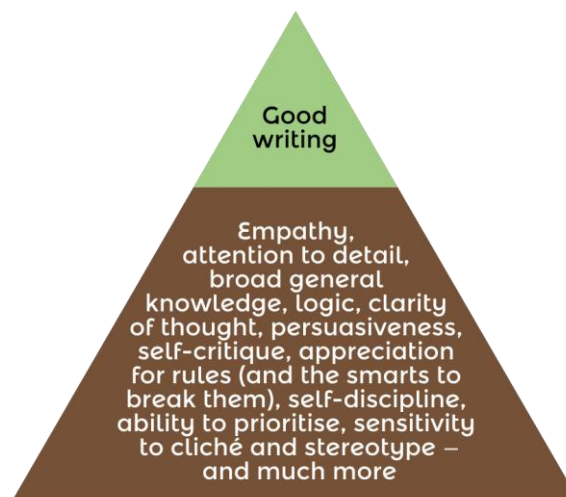 Good
writing
Empathy,
attention to detail,
broad general
knowledge, logic, clarity
of thought, persuasiveness,
self-critique, appreciation
for rules (and the smarts to
break them), self-discipline,
ability to prioritise, sensitivity
to cliché and stereotype –
and much more